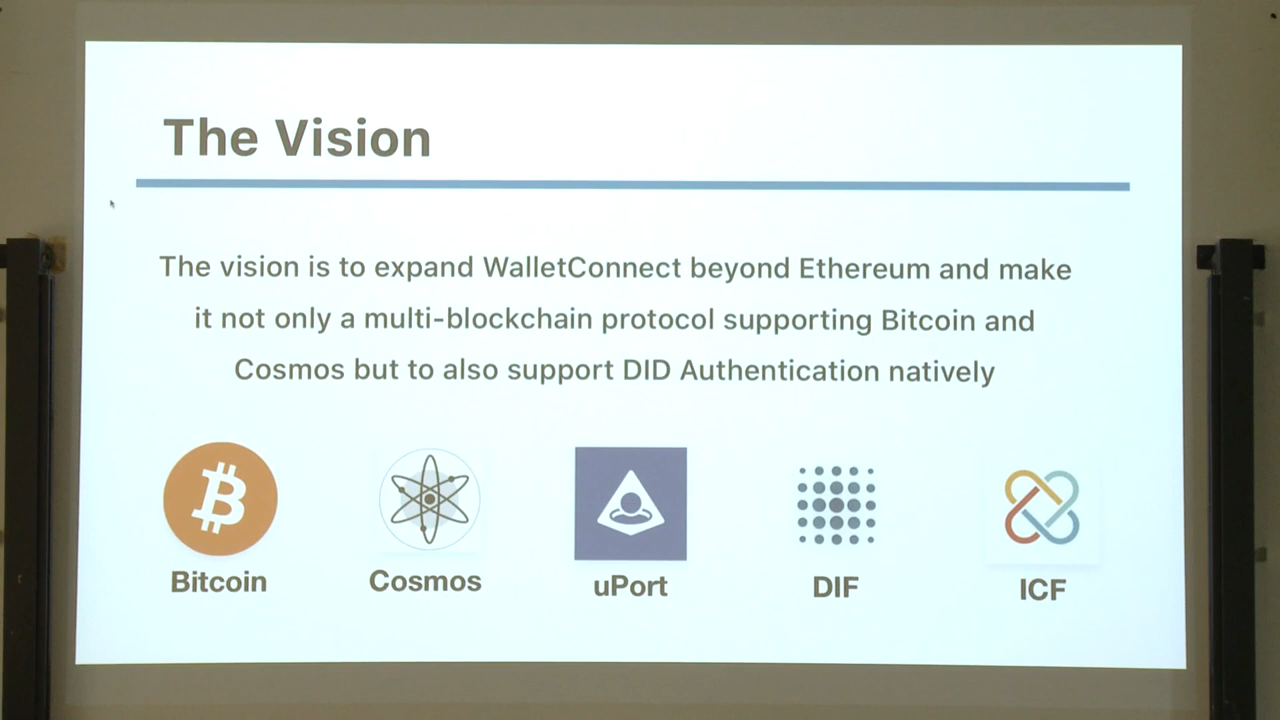 The Vision
The vision is to expand WalletConnect beyond Ethereum and make
it not only a multi-blockchain protocol supporting Bitcoin and
Cosmos but to also support DID Authentication natively
Bitcoin
Cosmos
uPort
DIF
ICF